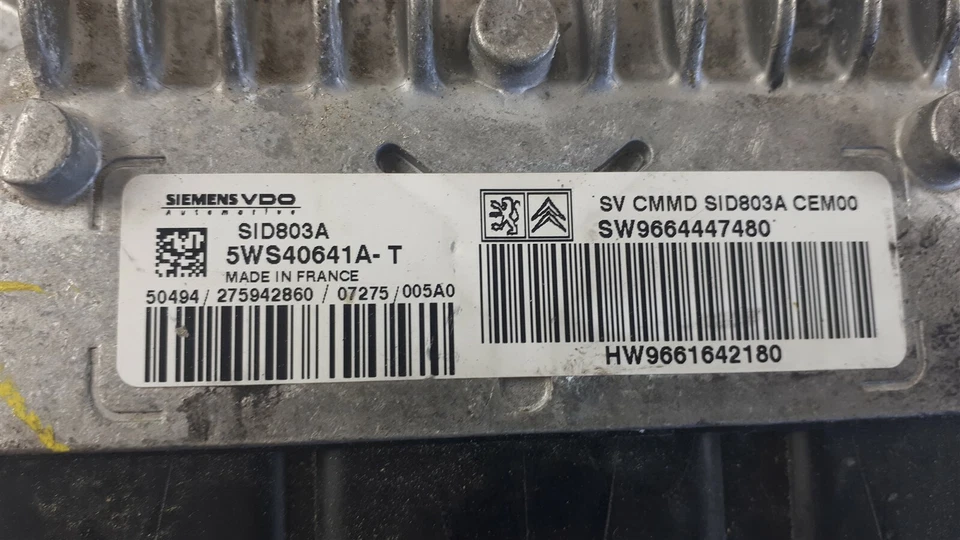 SIEMENS VDO
Automotive
SID803A
5WS40641A-T
MADE IN FRANCE
50494/275942860/07275/005A0
SV CMMD SID803A CEM00
SW9664447480
HW9661642180